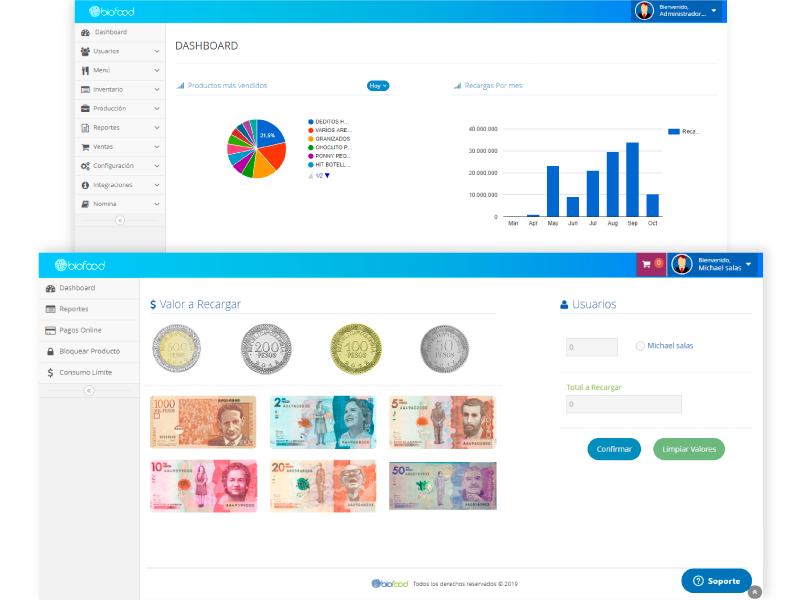 biofood
Bienvenido,
Administrador...
Dashboard
Usuarios
Menú
Inventario
Producción
Reportes
Ventas
Configuración
Integraciones
Nomina
DASHBOARD
Productos más vendidos
Hoy
21,5%
DEDITOS H...
VARIOS ARE...
GRANIZADOS
CHOCLITO P...
PONNY PEQ...
HIT BOTELL...
1/2
Recargas Por mes
40.000.000
30.000.000
20.000.000
10.000.000
0
Mar Apr May Jun Jul Aug Sep Oct
Reca...
biofood
0
Bienvenido,
Michael salas
Dashboard
Reportes
Pagos Online
Bloquear Producto
Consumo Límite
$ Valor a Recargar
500
PESOS
200
PESOS
2016
100
PESOS
50
PESOS
1000
MIL PESOS
2
5
10
20
50
Usuarios
0
Michael salas
Total a Recargar
0
Confirmar
Limpiar Valores
biofood Todos los derechos reservados © 2019
Soporte